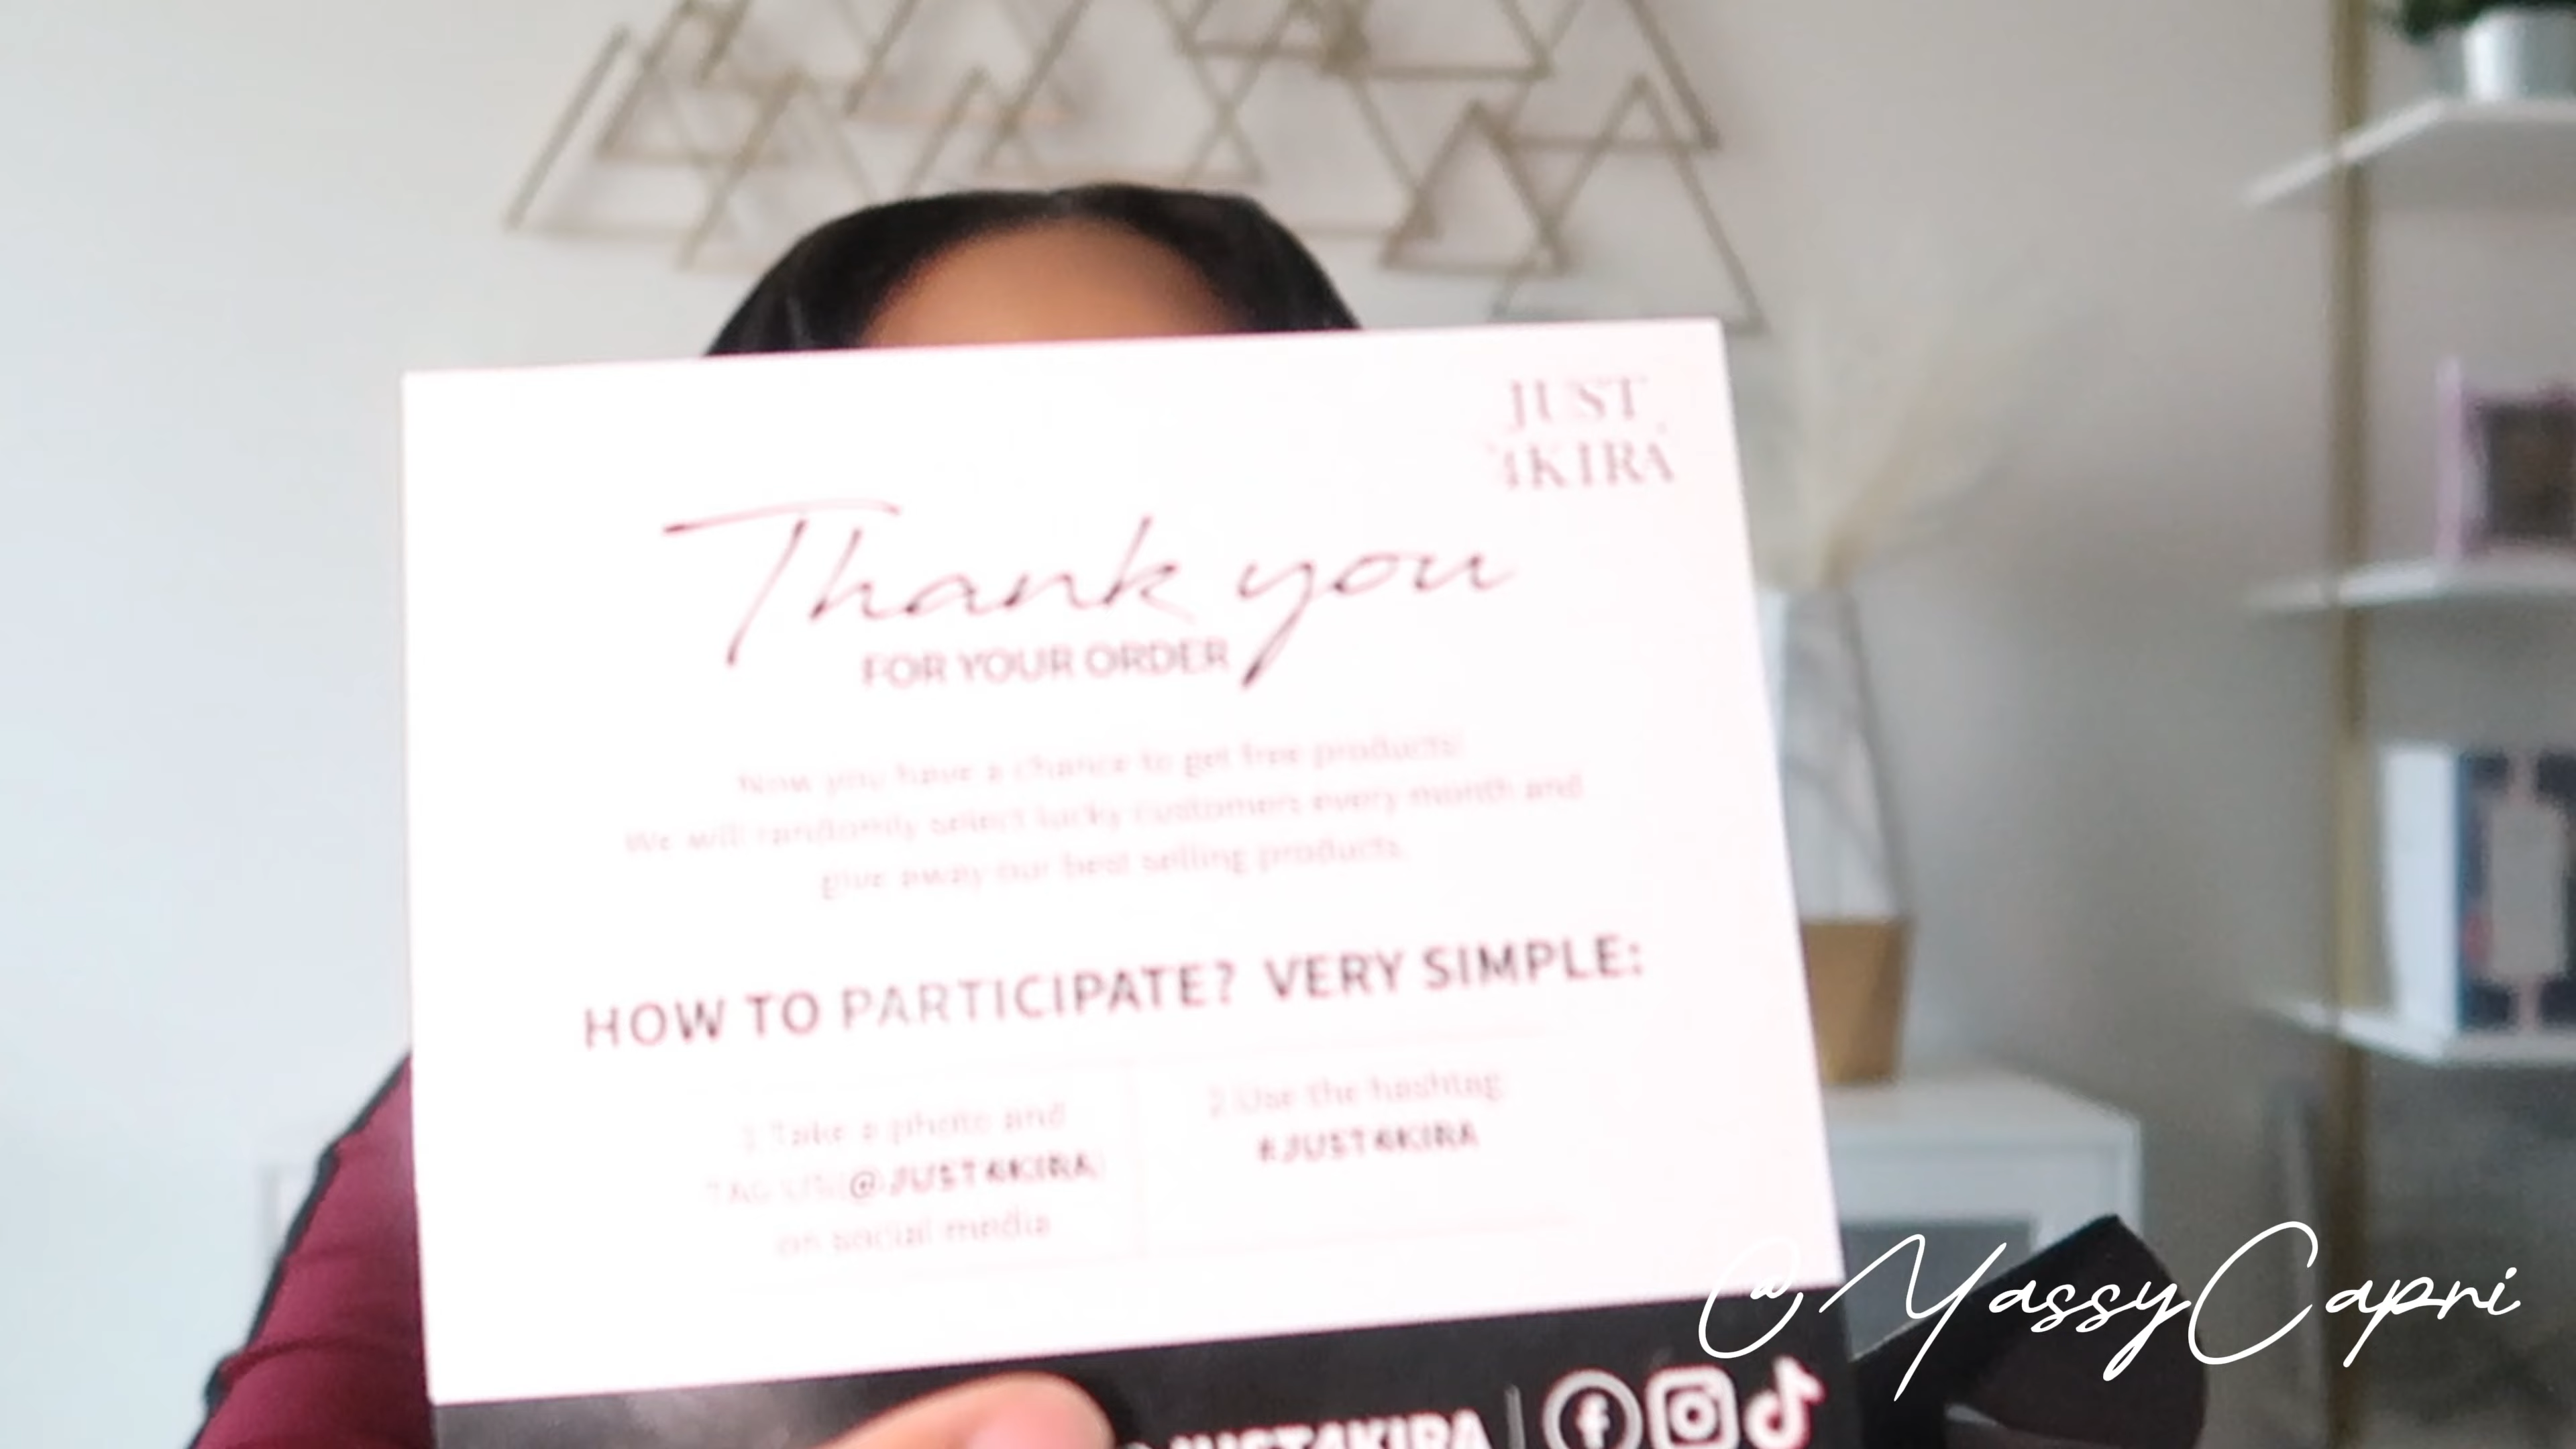 JUST
4KIRA
Thank you
FOR YOUR ORDER
Now you have a chance to get free products!
We will randomly select lucky customers every month and
give away our best selling products.
HOW TO PARTICIPATE? VERY SIMPLE:
1. Take a photo and
TAG US(@JUST4KIRA)
on social media
2. Use the hashtag
#JUST4KIRA
@JUST4KIRA
@YassyCapri